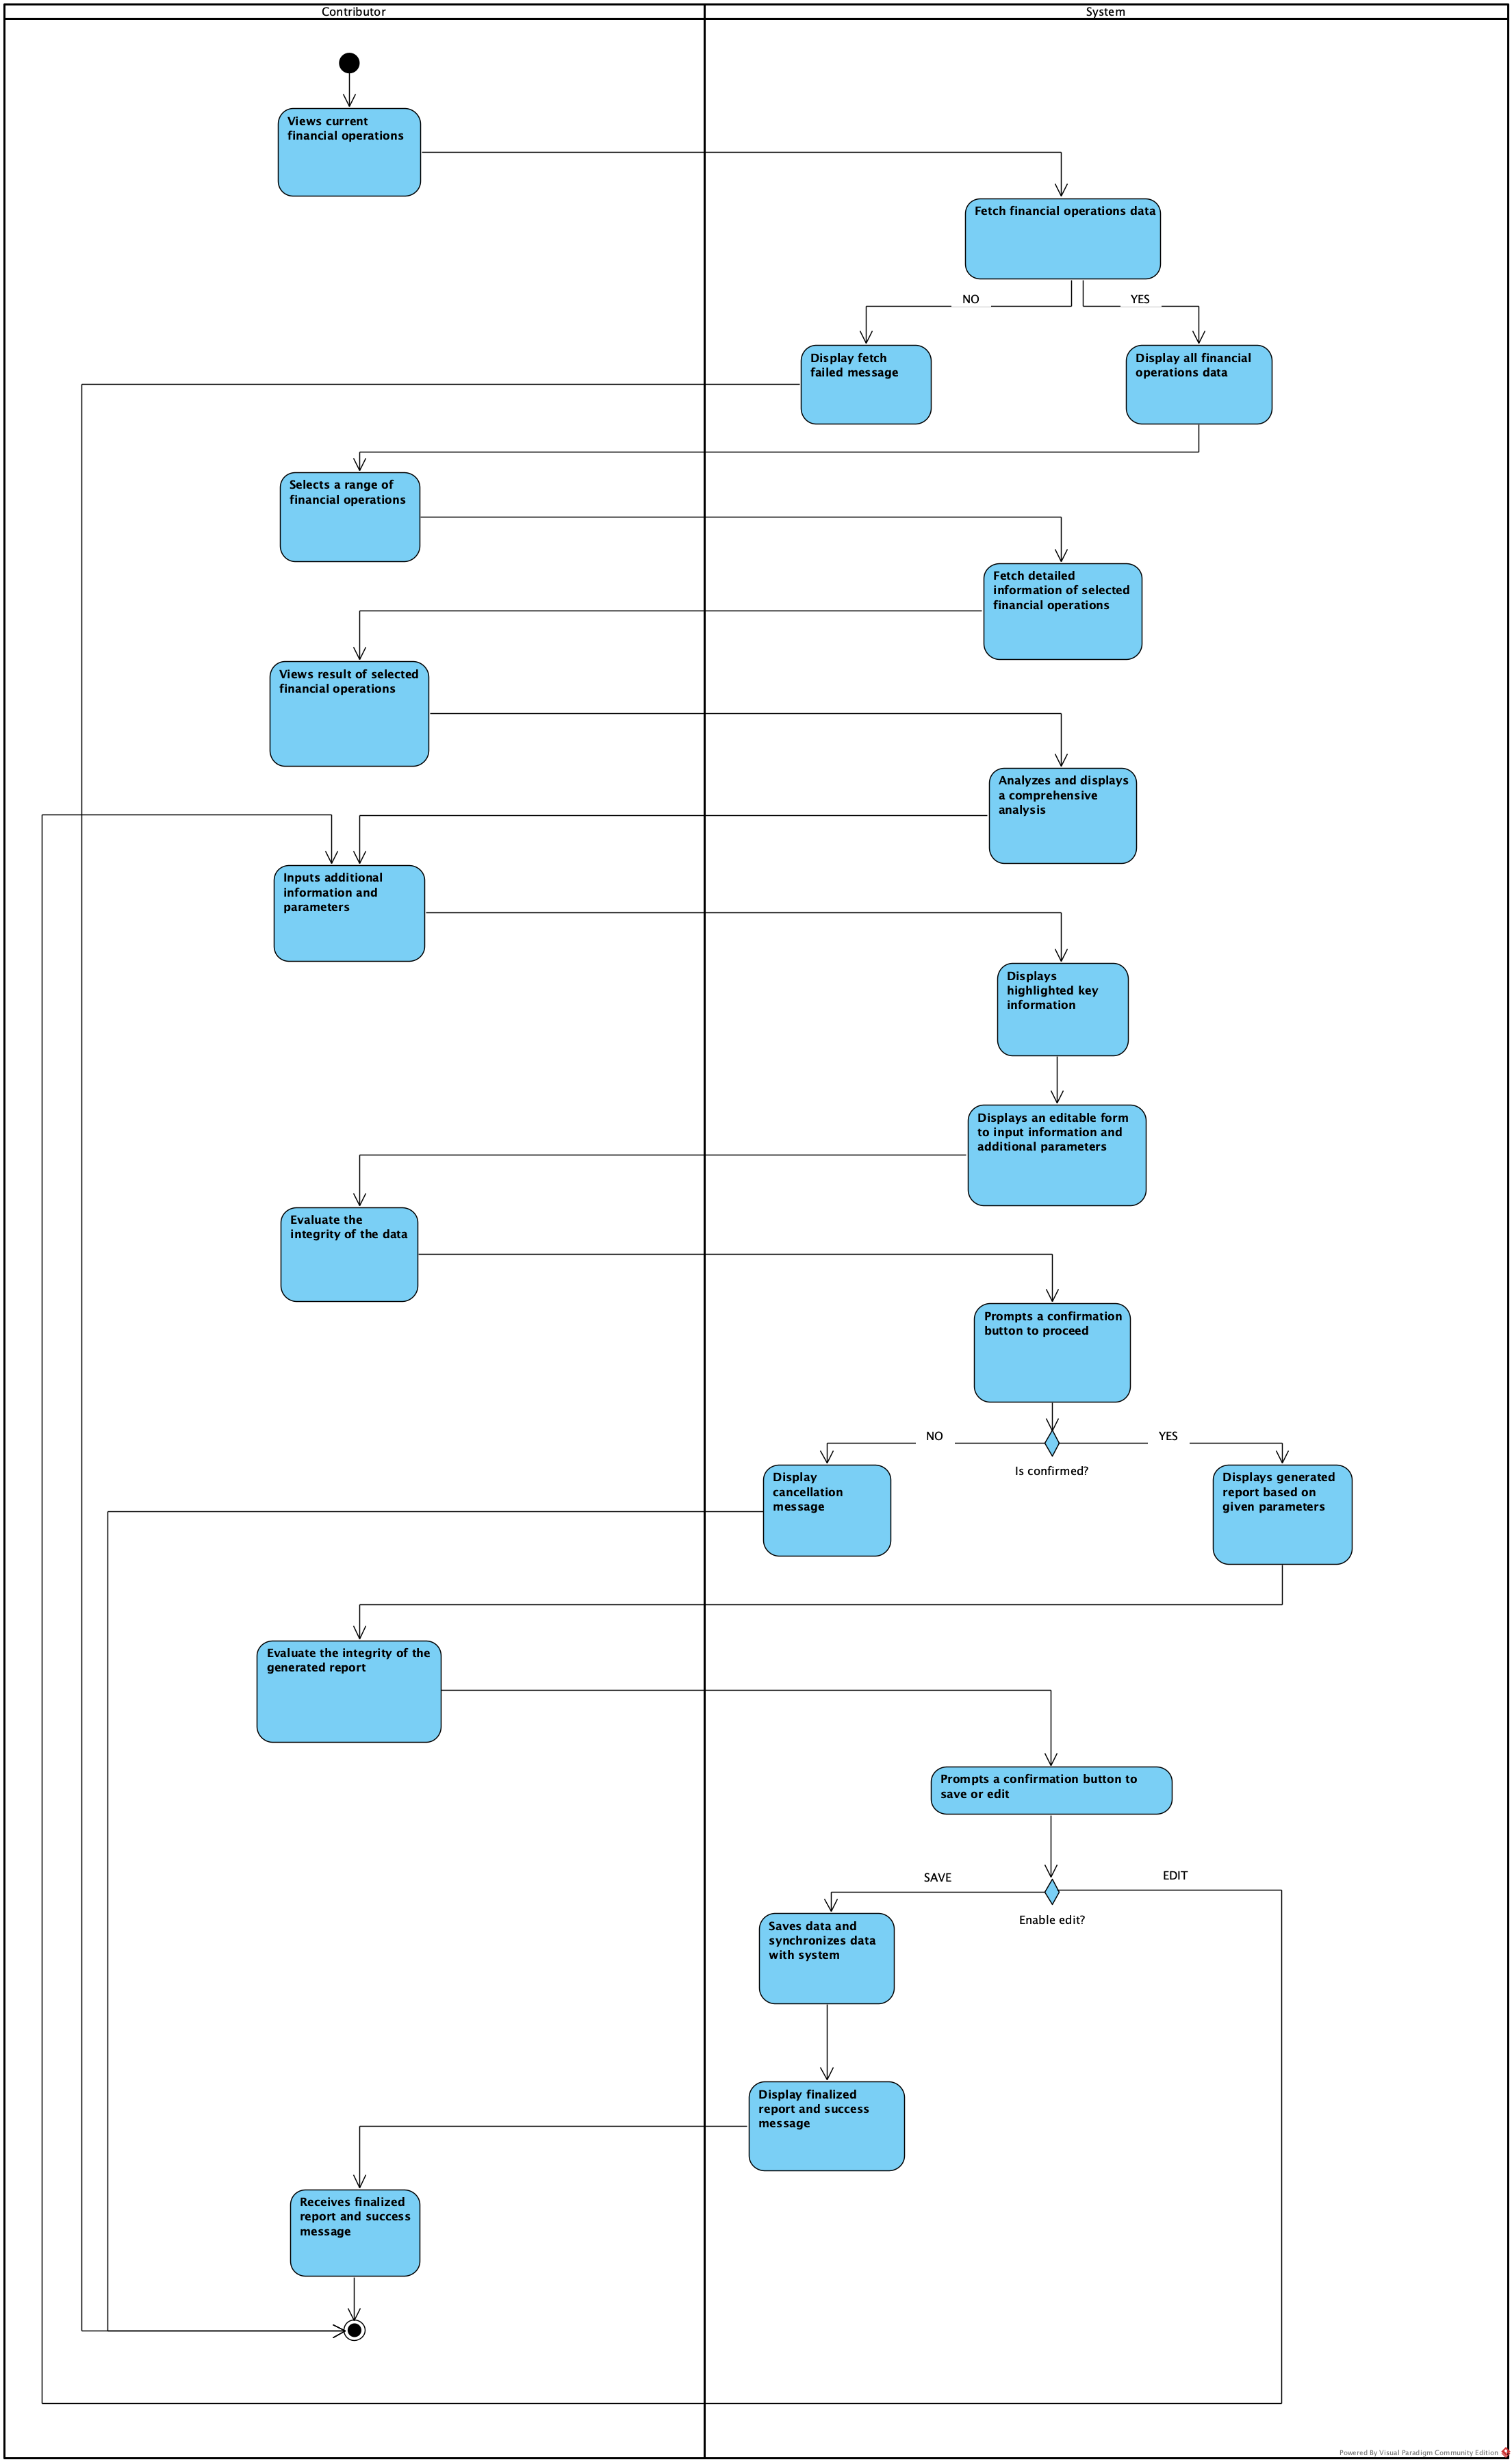 Contributor
System
Views current
financial operations
Fetch financial operations data
NO
YES
Display fetch
failed message
Display all financial
operations data
Selects a range of
financial operations
Fetch detailed
information of selected
financial operations
Views result of selected
financial operations
Analyzes and displays
a comprehensive
analysis
Inputs additional
information and
parameters
Displays
highlighted key
information
Displays an editable form
to input information and
additional parameters
Evaluate the
integrity of the data
Prompts a confirmation
button to proceed
NO
YES
Is confirmed?
Display
cancellation
message
Displays generated
report based on
given parameters
Evaluate the integrity of the
generated report
Prompts a confirmation button to
save or edit
SAVE
EDIT
Enable edit?
Saves data and
synchronizes data
with system
Display finalized
report and success
message
Receives finalized
report and success
message
Powered By Visual Paradigm Community Edition